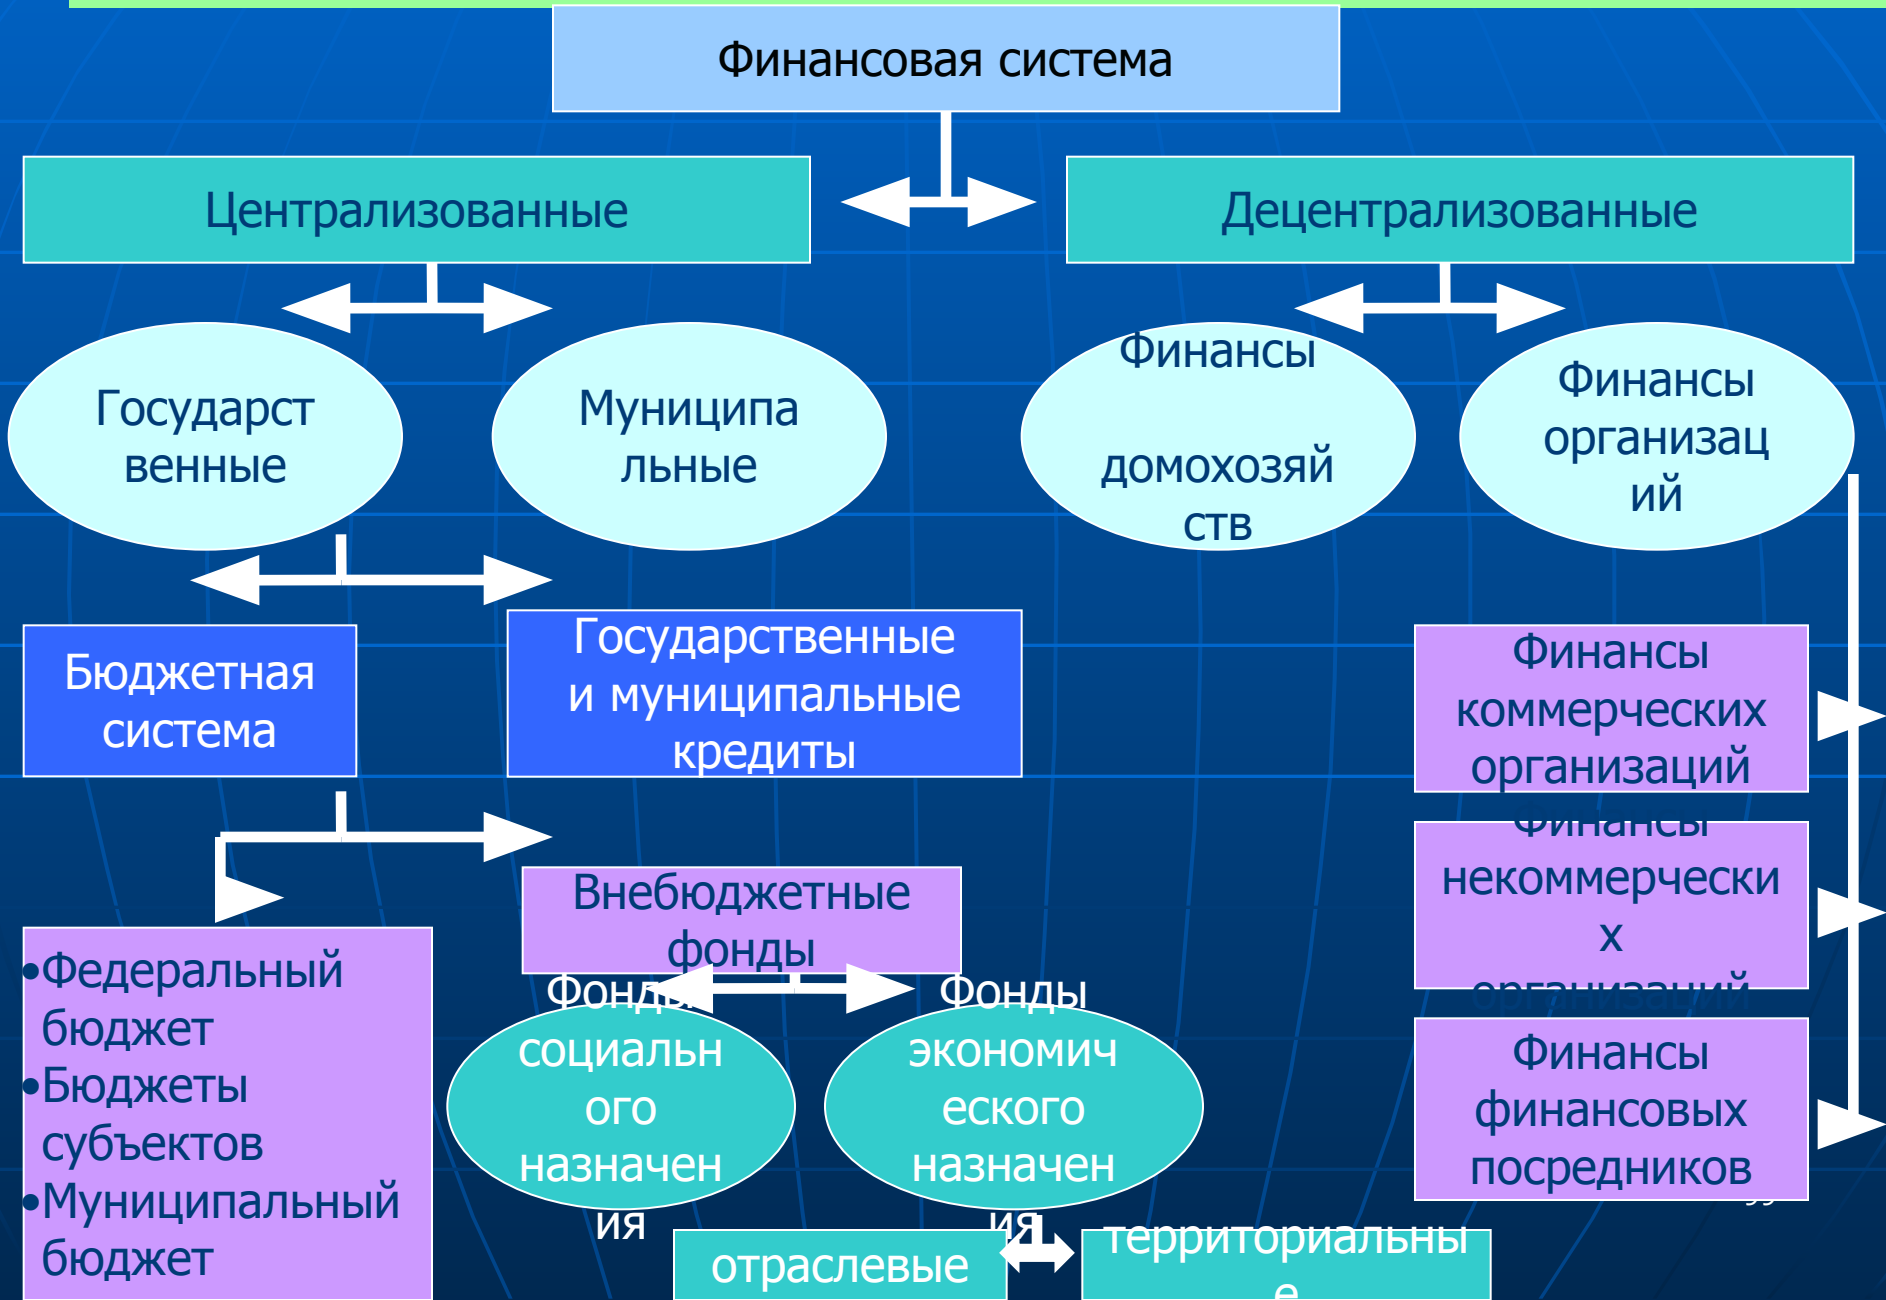 Финансовая система
Централизованные
Децентрализованные
Государст
венные
Муниципа
льные
Финансы
домохозяй
ств
Финансы
организац
ий
Бюджетная
система
Государственные
и муниципальные
кредиты
Финансы
коммерческих
организаций
Финансы
некоммерчески
х
организаций
Финансы
финансовых
посредников
•Федеральный
бюджет
•Бюджеты
субъектов
•Муниципальный
бюджет
Внебюджетные
фонды
Фонды
социальн
ого
назначен
ия
Фонды
экономич
еского
назначен
ия
отраслевые
территориальны
е